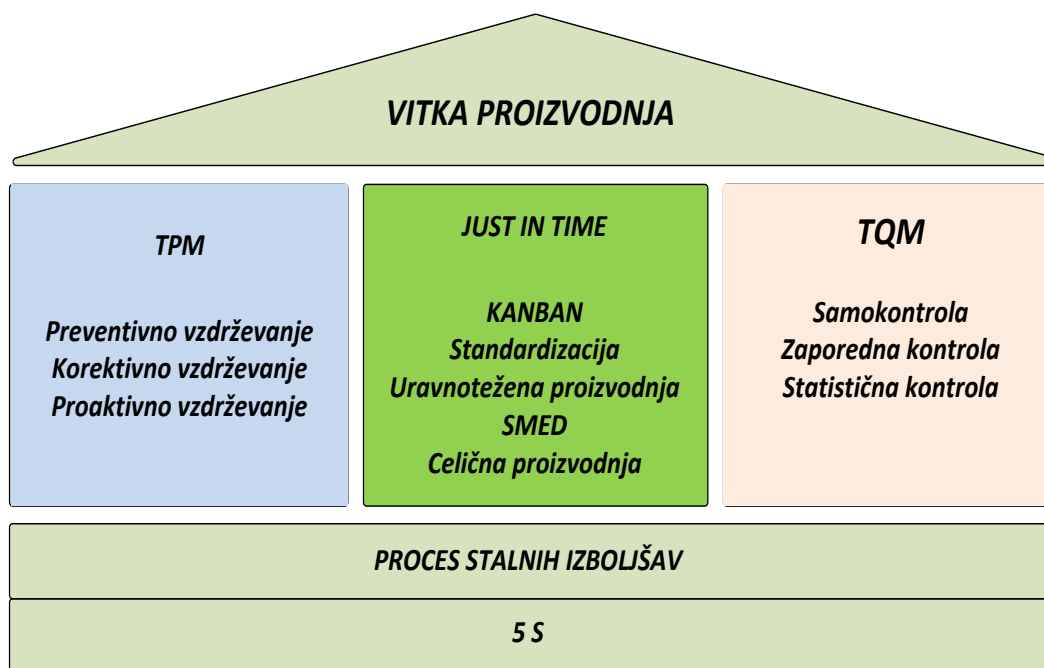 VITKA PROIZVODNJA
TPM
Preventivno vzdrževanje
Korektivno vzdrževanje
Proaktivno vzdrževanje
JUST IN TIME
KANBAN
Standardizacija
Uravnotežena proizvodnja
SMED
Celična proizvodnja
TQM
Samokontrola
Zaporedna kontrola
Statistična kontrola
PROCES STALNIH IZBOLJŠAV
5 S